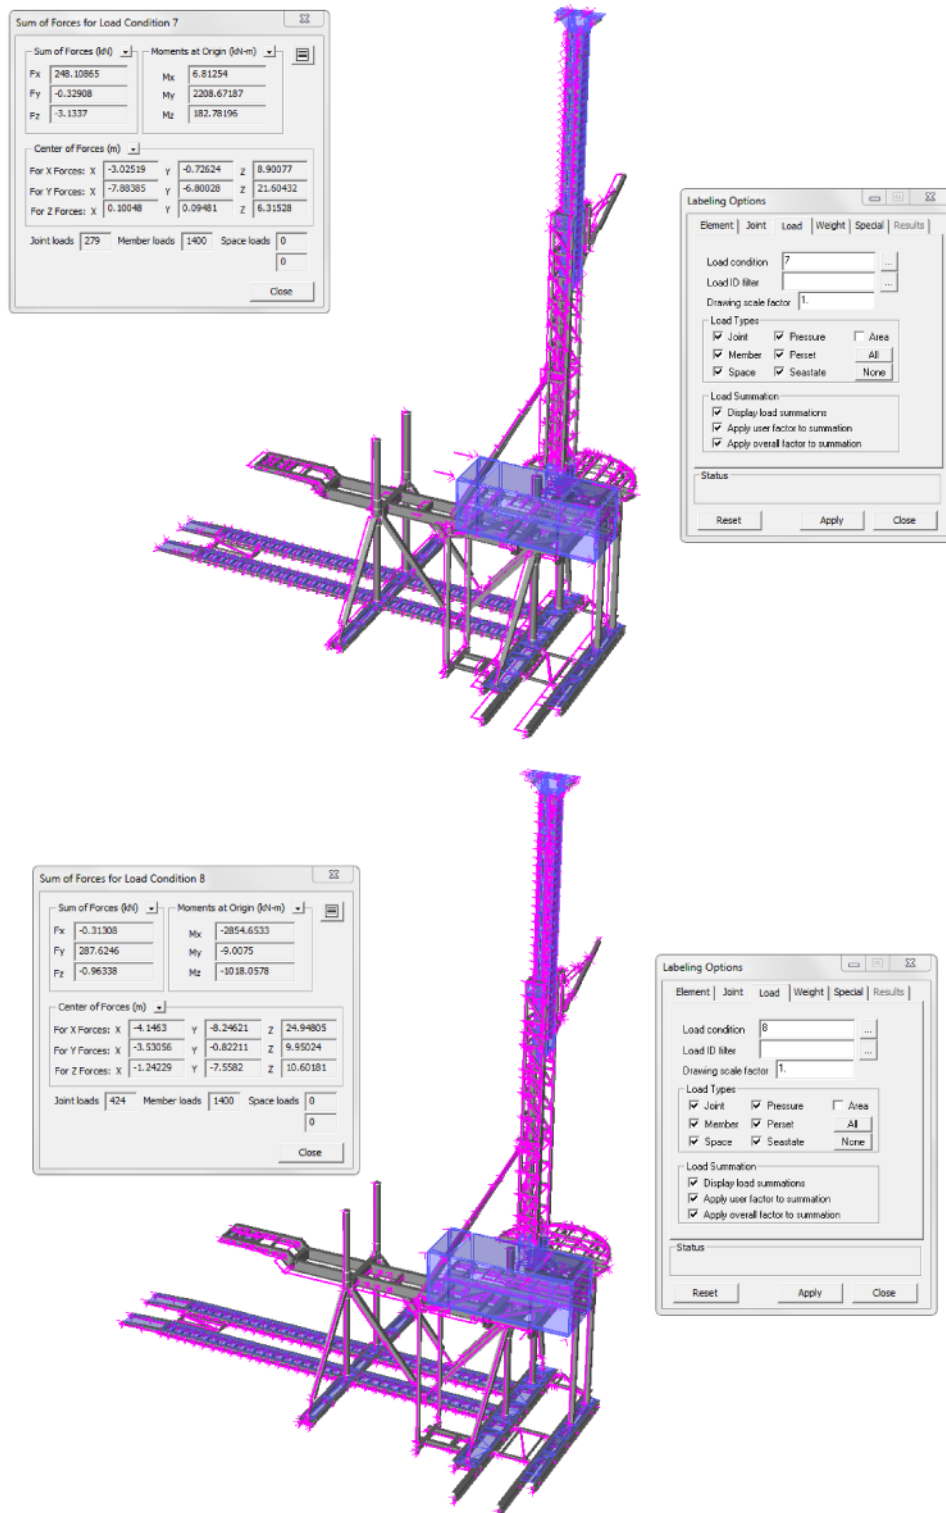 Sum of Forces for Load Condition 7
Sum of Forces (kN) Moments at Origin (kN-m)
Fx 248.10865 Mx 6.81254
Fy -0.32908 My 2208.67187
Fz -3.1337 Mz 182.78196
Center of Forces (m)
For X Forces: X -3.02519 Y -0.72624 Z 8.90077
For Y Forces: X -7.88385 Y -6.80028 Z 21.60432
For Z Forces: X 0.10048 Y 0.09481 Z 6.31528
Joint loads 279 Member loads 1400 Space loads 0
0
Close
Labeling Options
Element Joint Load Weight Special Results
Load condition 7 ...
Load ID filter ...
Drawing scale factor 1.
Load Types
Joint Pressure Area
Member Perset All
Space Seastate None
Load Summation
Display load summations
Apply user factor to summation
Apply overall factor to summation
Status
Reset Apply Close
Sum of Forces for Load Condition 8
Sum of Forces (kN) Moments at Origin (kN-m)
Fx -0.31308 Mx -2854.6533
Fy 287.6246 My -9.0075
Fz -0.96338 Mz -1018.0578
Center of Forces (m)
For X Forces: X -4.1463 Y -8.24621 Z 24.94805
For Y Forces: X -3.53056 Y -0.82211 Z 9.95024
For Z Forces: X -1.24229 Y -7.5582 Z 10.60181
Joint loads 424 Member loads 1400 Space loads 0
0
Close
Labeling Options
Element Joint Load Weight Special Results
Load condition 8 ...
Load ID filter ...
Drawing scale factor 1.
Load Types
Joint Pressure Area
Member Perset All
Space Seastate None
Load Summation
Display load summations
Apply user factor to summation
Apply overall factor to summation
Status
Reset Apply Close